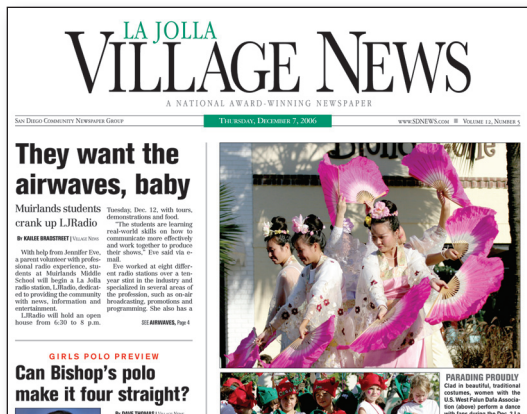 LA JOLLA
VILLAGE NEWS
A NATIONAL AWARD-WINNING NEWSPAPER
SAN DIEGO COMMUNITY NEWSPAPER GROUP
THURSDAY, DECEMBER 7, 2006
WWW.SDNEWS.COM ■ VOLUME 12, NUMBER 5
They want the
airwaves, baby
Muirlands students
crank up LJRadio
BY KAILEE BRADSTREET | VILLAGE NEWS
With help from Jennifer Eve,
a parent volunteer with profes-
sional radio experience, stu-
dents at Muirlands Middle
School will begin a La Jolla
radio station, LJRadio, dedicat-
ed to providing the community
with news, information and
entertainment.
LJRadio will hold an open
house from 6:30 to 8 p.m.
Tuesday, Dec. 12, with tours,
demonstrations and food.
"The students are learning
real-world skills on how to
communicate more effectively
and work together to produce
their shows," Eve said via e-
mail.
Eve worked at eight differ-
ent radio stations over a ten-
year stint in the industry and
specialized in several areas of
the profession, such as on-air
broadcasting, promotions and
programming. She also has a
SEE AIRWAVES, Page 4
GIRLS POLO PREVIEW
Can Bishop's polo
make it four straight?
By DAVE THOMAS | VILLAGE NEWS
PARADING PROUDLY
Clad in beautiful, traditional
costumes, women with the
U.S. West Falun Dafa Associa-
tion (above) perform a dance